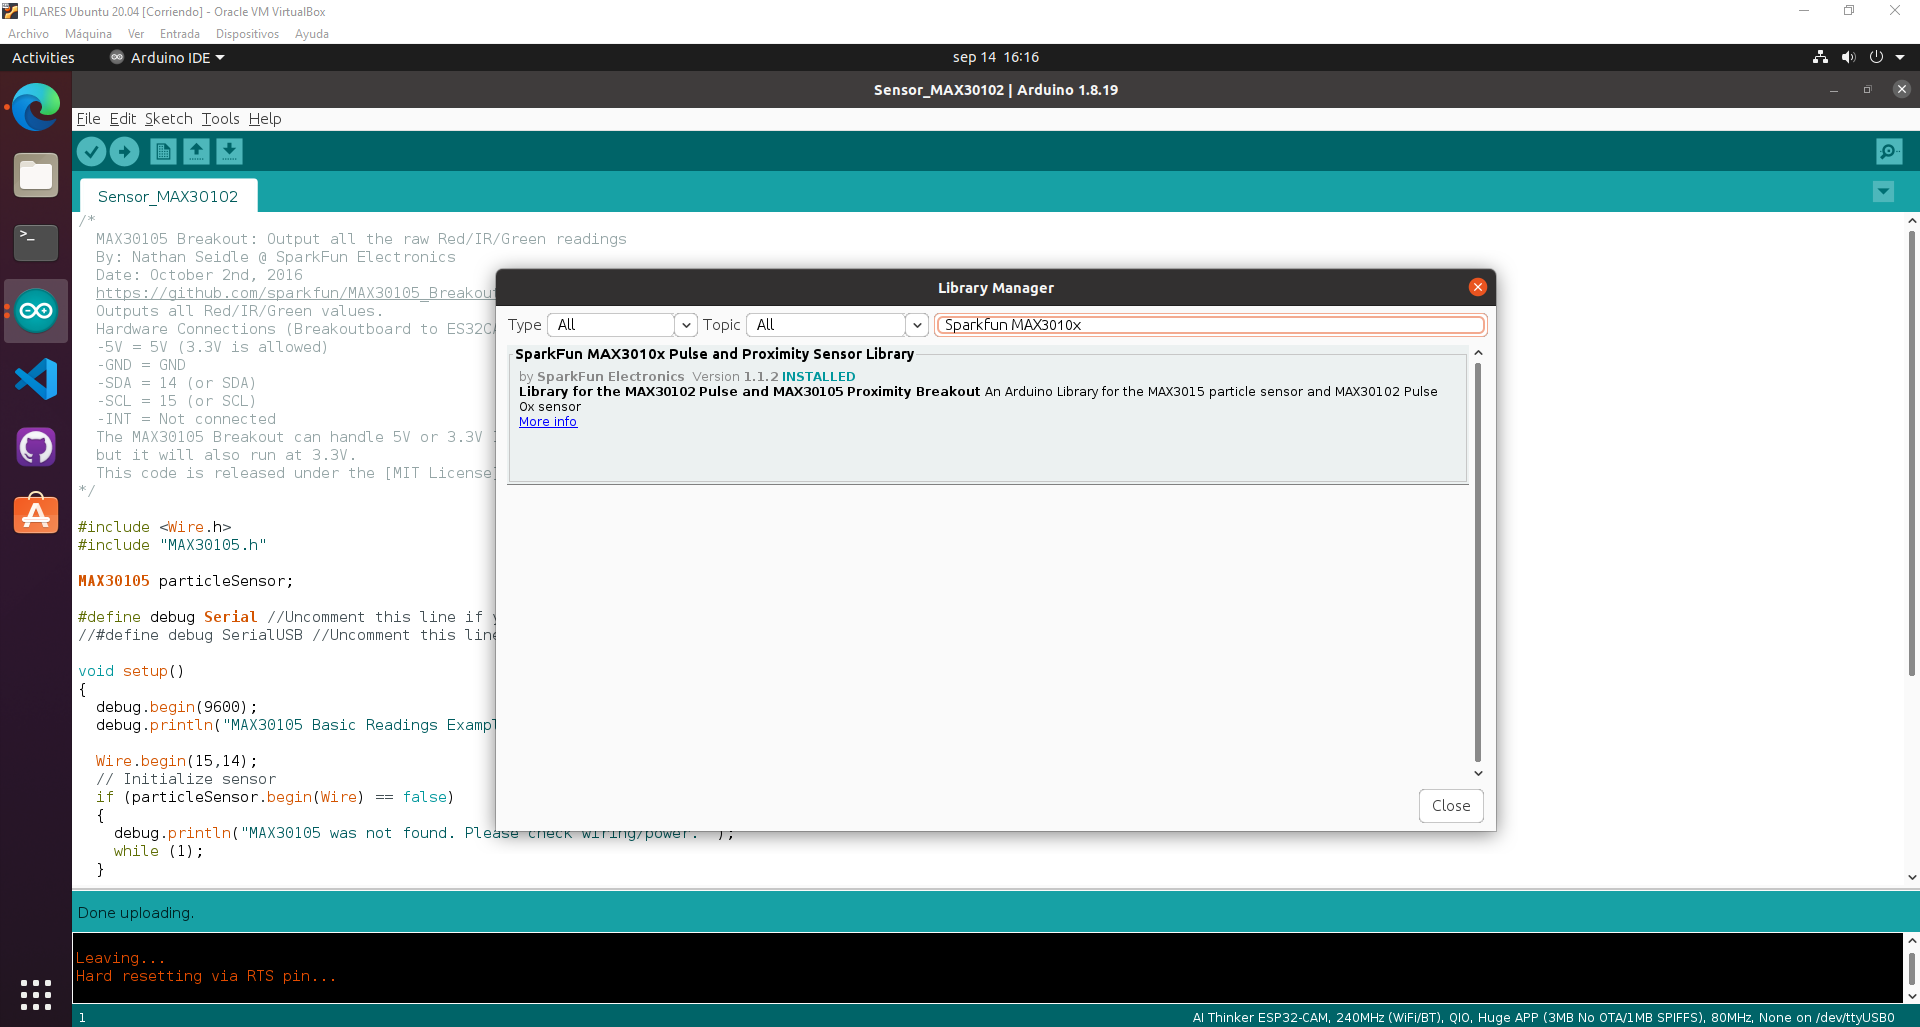 PILARES Ubuntu 20.04 [Corriendo] - Oracle VM VirtualBox
Archivo Máquina Ver Entrada Dispositivos Ayuda
Activities Arduino IDE sep 14 16:16
Sensor_MAX30102 | Arduino 1.8.19
File Edit Sketch Tools Help
Sensor_MAX30102
/*
MAX30105 Breakout: Output all the raw Red/IR/Green readings
By: Nathan Seidle @ SparkFun Electronics
Date: October 2nd, 2016
https://github.com/sparkfun/MAX30105_Breakout
Outputs all Red/IR/Green values.
Hardware Connections (Breakoutboard to ES32CA
-5V = 5V (3.3V is allowed)
-GND = GND
-SDA = 14 (or SDA)
-SCL = 15 (or SCL)
-INT = Not connected
The MAX30105 Breakout can handle 5V or 3.3V
but it will also run at 3.3V.
This code is released under the [MIT License]
*/
#include <Wire.h>
#include "MAX30105.h"
MAX30105 particleSensor;
#define debug Serial //Uncomment this line if
//#define debug SerialUSB //Uncomment this line
void setup()
{
debug.begin(9600);
debug.println("MAX30105 Basic Readings Exampl
Wire.begin(15,14);
// Initialize sensor
if (particleSensor.begin(Wire) == false)
{
debug.println("MAX30105 was not found. Please check wiring/power. ");
while (1);
}
Library Manager
Type All Topic All Sparkfun MAX3010x
SparkFun MAX3010x Pulse and Proximity Sensor Library
by SparkFun Electronics Version 1.1.2 INSTALLED
Library for the MAX30102 Pulse and MAX30105 Proximity Breakout An Arduino Library for the MAX3015 particle sensor and MAX30102 Pulse
Ox sensor
More info
Close
Done uploading.
Leaving...
Hard resetting via RTS pin...
1 AI Thinker ESP32-CAM, 240MHz (WiFi/BT), QIO, Huge APP (3MB No OTA/1MB SPIFFS), 80MHz, None on /dev/ttyUSB0